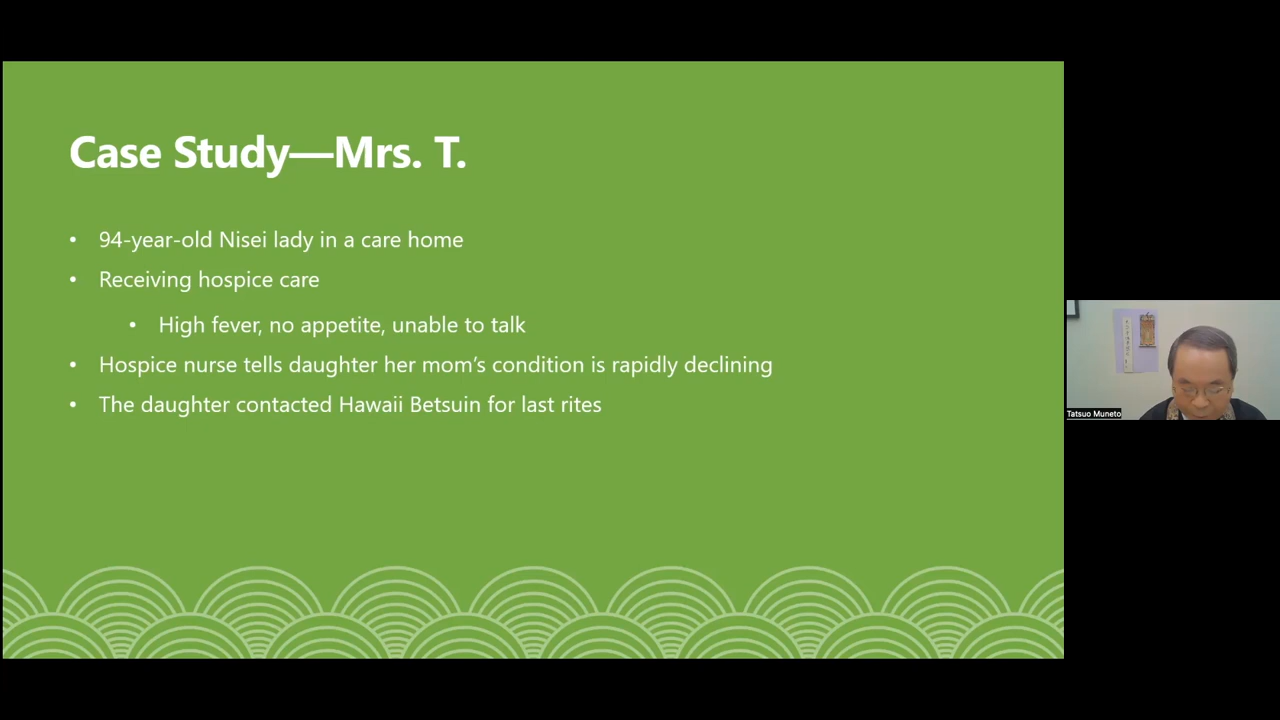 Case Study—Mrs. T.
• 94-year-old Nisei lady in a care home
• Receiving hospice care
• High fever, no appetite, unable to talk
• Hospice nurse tells daughter her mom’s condition is rapidly declining
• The daughter contacted Hawaii Betsuin for last rites
Tatsuo Muneto